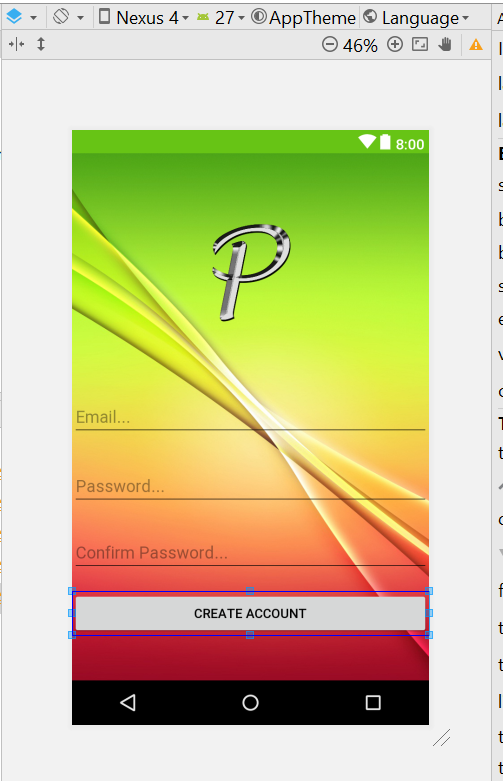 Nexus 4 27 AppTheme Language
46%
8:00
P
Email...
Password...
Confirm Password...
CREATE ACCOUNT